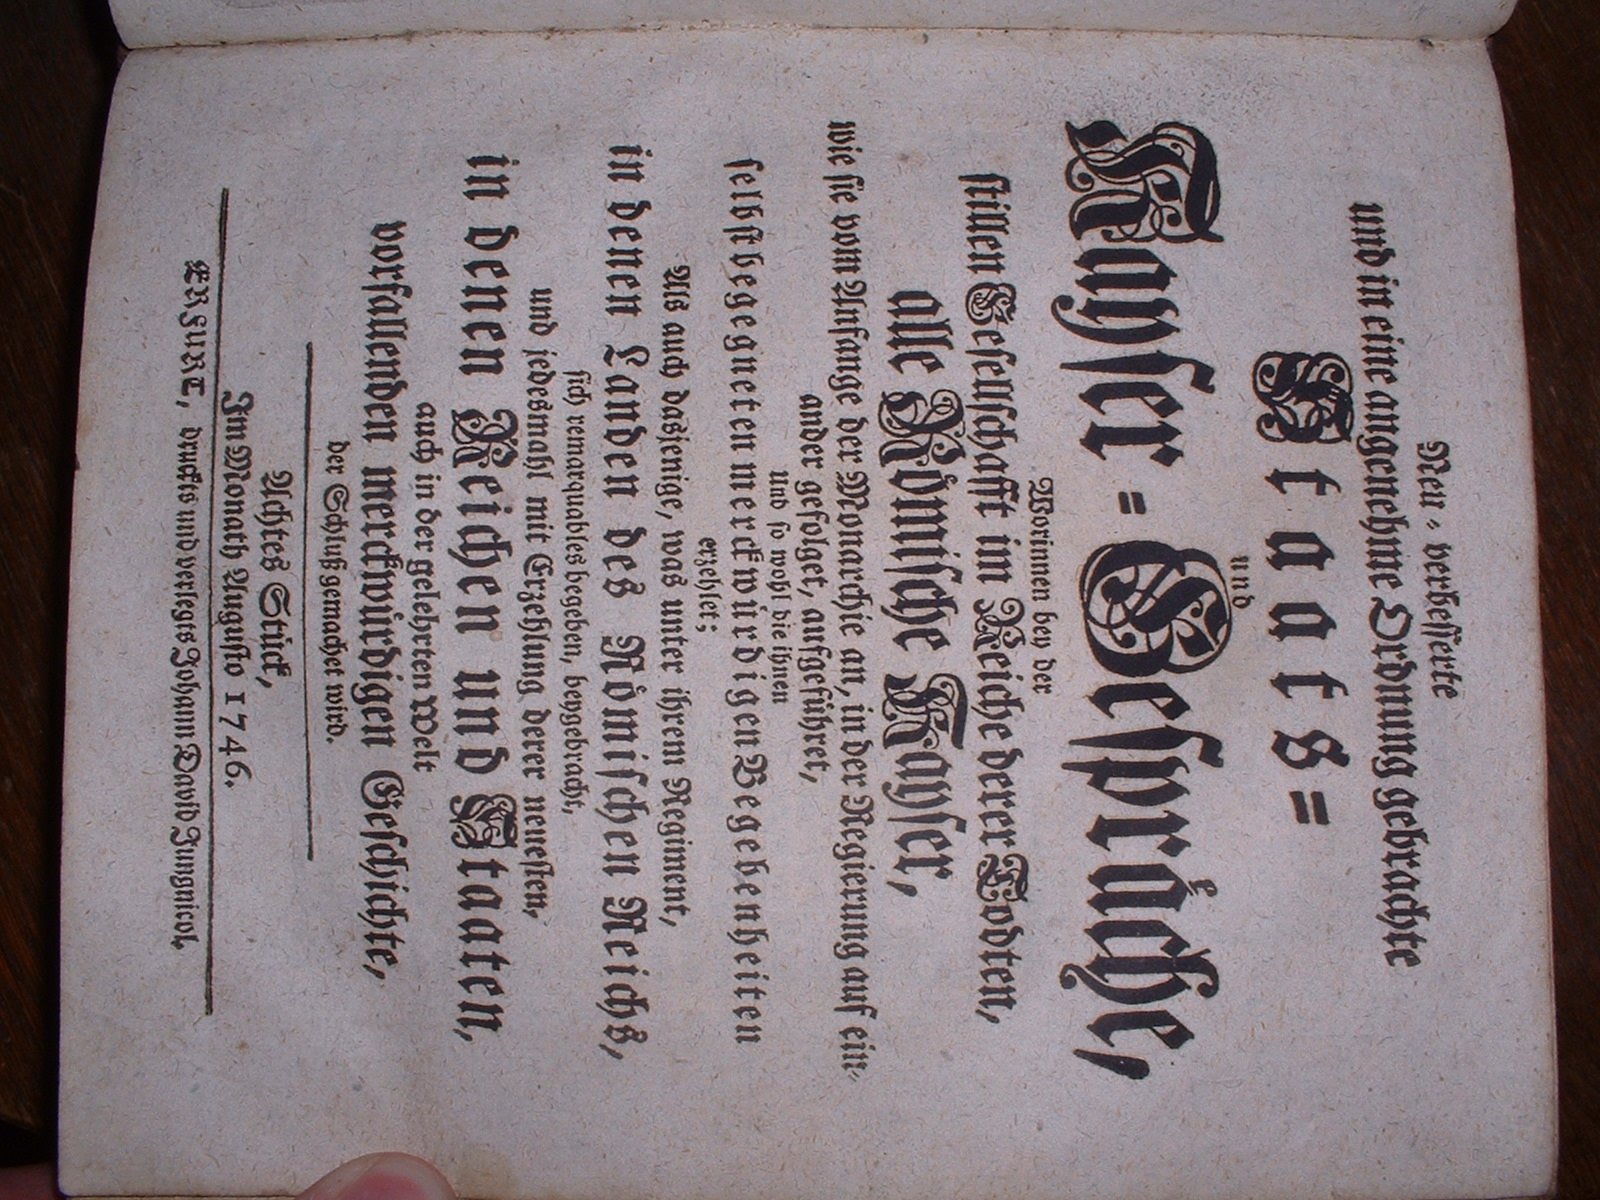 Neu-verbesserte
und in eine angenehme Ordnung gebrachte
Staats=
und
Kayser=Gespräche,
Worinnen bey der
stillen Gesellschafft im Reiche derer Todten,
alle Römische Kayser,
wie sie vom Anfange der Monarchie an, in der Regierung auf ein-
ander gefolget, aufgeführet,
Und so wohl die ihnen
selbst begegneten merckwürdigen Begebenheiten
erzehlet;
Als auch dasjenige, was unter ihrem Regiment,
in denen Landen des Römischen Reichs,
sich remarquables begeben, beygebracht,
und jedesmahl mit Erzehlung derer neuesten,
in denen Reichen und Staaten,
auch in der gelehrten Welt
vorfallenden merckwürdigen Geschichte,
der Schluß gemachet wird.
Achtes Stück,
Im Monath Augusto 1746.
ERFURT, druckts und verlegts Johann David Jungnicol.